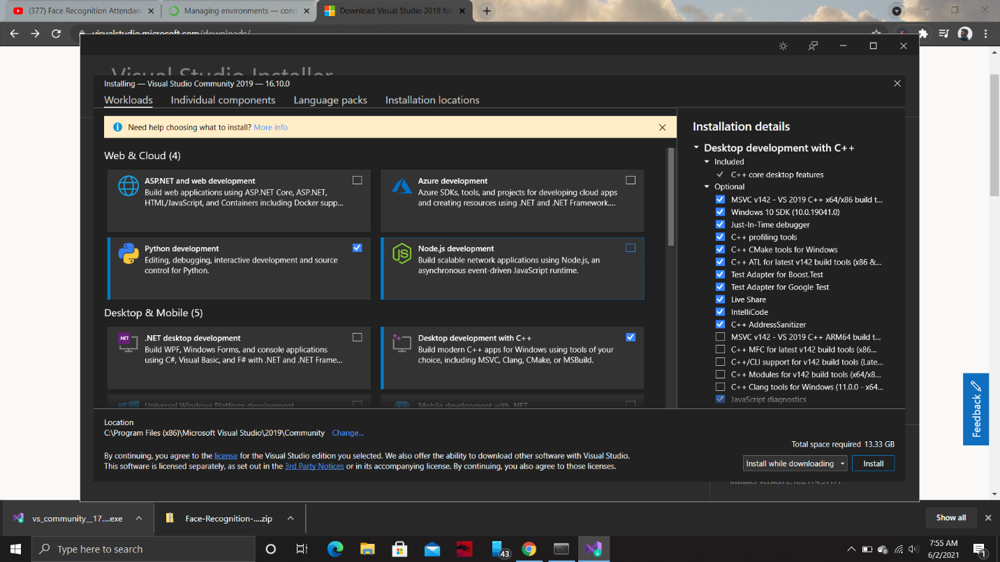 (377) Face Recognition Attendan
Managing environments — cond
Download Visual Studio 2019 for
visualstudio.microsoft.com/downloads/
Visual Studio Installer
Installing — Visual Studio Community 2019 — 16.10.0
Workloads
Individual components
Language packs
Installation locations
Need help choosing what to install? More info
Web & Cloud (4)
ASP.NET and web development
Build web applications using ASP.NET Core, ASP.NET,
HTML/JavaScript, and Containers including Docker supp...
Azure development
Azure SDKs, tools, and projects for developing cloud apps
and creating resources using .NET and .NET Framework....
Python development
Editing, debugging, interactive development and source
control for Python.
Node.js development
Build scalable network applications using Node.js, an
asynchronous event-driven JavaScript runtime.
Desktop & Mobile (5)
.NET desktop development
Build WPF, Windows Forms, and console applications
using C#, Visual Basic, and F# with .NET and .NET Frame...
Desktop development with C++
Build modern C++ apps for Windows using tools of your
choice, including MSVC, Clang, CMake, or MSBuild.
Universal Windows Platform development
Mobile development with .NET
Installation details
Desktop development with C++
Included
C++ core desktop features
Optional
MSVC v142 - VS 2019 C++ x64/x86 build t...
Windows 10 SDK (10.0.19041.0)
Just-In-Time debugger
C++ profiling tools
C++ CMake tools for Windows
C++ ATL for latest v142 build tools (x86 &...
Test Adapter for Boost.Test
Test Adapter for Google Test
Live Share
IntelliCode
C++ AddressSanitizer
MSVC v142 - VS 2019 C++ ARM64 build t...
C++ MFC for latest v142 build tools (x86...
C++/CLI support for v142 build tools (Late...
C++ Modules for v142 build tools (x64/x8...
C++ Clang tools for Windows (11.0.0 - x64...
JavaScript diagnostics
Location
C:\Program Files (x86)\Microsoft Visual Studio\2019\Community Change...
By continuing, you agree to the license for the Visual Studio edition you selected. We also offer the ability to download other software with Visual Studio.
This software is licensed separately, as set out in the 3rd Party Notices or in its accompanying license. By continuing, you also agree to those licenses.
Total space required 13.33 GB
Install while downloading
Install
Feedback
vs_community__17....exe
Face-Recognition-....zip
Show all
Type here to search
43
7:55 AM
6/2/2021
1